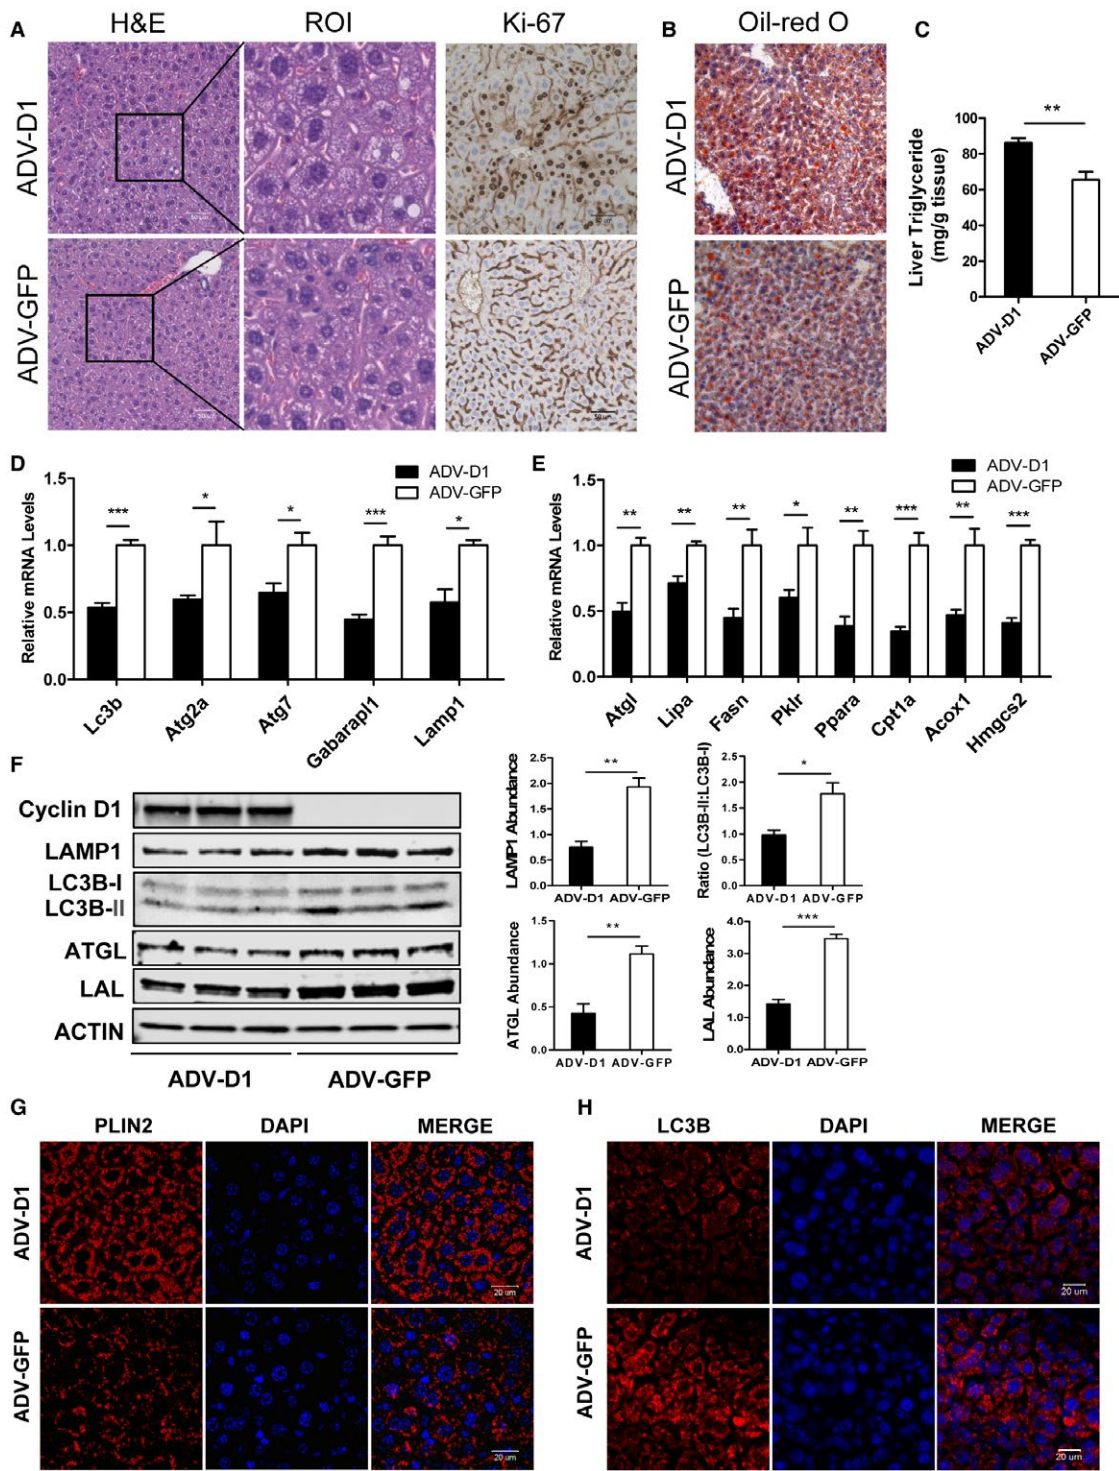 A
H&E
ROI
Ki-67
B
Oil-red O
C
ADV-D1
ADV-GFP
50 um
ADV-D1
ADV-GFP
Liver Triglyceride
(mg/g tissue)
100
80
60
40
20
0
**
ADV-D1
ADV-GFP
D
Relative mRNA Levels
1.5
1.0
0.5
0.0
ADV-D1
ADV-GFP
***
*
*
***
*
Lc3b
Atg2a
Atg7
Gabarapl1
Lamp1
E
Relative mRNA Levels
1.5
1.0
0.5
0.0
ADV-D1
ADV-GFP
**
**
**
*
**
***
**
***
Atgl
Lipa
Fasn
Pklr
Ppara
Cpt1a
Acox1
Hmgcs2
F
Cyclin D1
LAMP1
LC3B-I
LC3B-II
ATGL
LAL
ACTIN
ADV-D1
ADV-GFP
LAMP1 Abundance
2.5
2.0
1.5
1.0
0.5
0.0
**
ADV-D1
ADV-GFP
Ratio (LC3B-II:LC3B-I)
2.5
2.0
1.5
1.0
0.5
0.0
*
ADV-D1
ADV-GFP
ATGL Abundance
1.5
1.0
0.5
0.0
**
ADV-D1
ADV-GFP
LAL Abundance
4.0
3.0
2.0
1.0
0.0
***
ADV-D1
ADV-GFP
G
PLIN2
DAPI
MERGE
ADV-D1
20 um
ADV-GFP
20 um
H
LC3B
DAPI
MERGE
ADV-D1
20 um
ADV-GFP
20 um